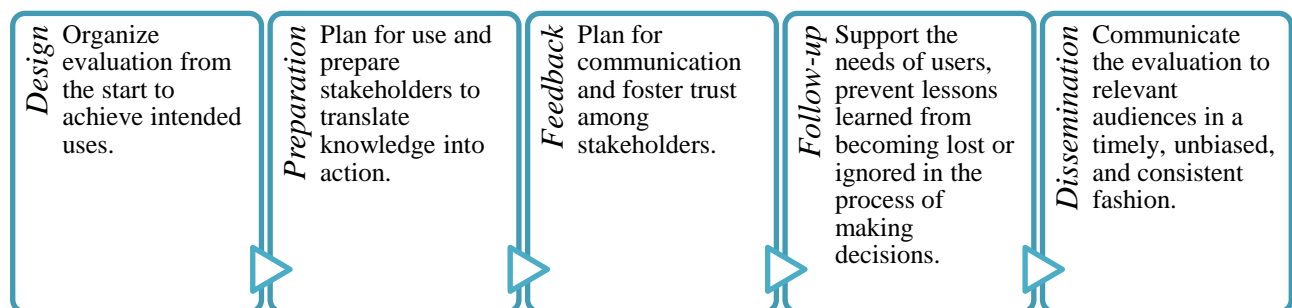 Design
Organize
evaluation from
the start to
achieve intended
uses.
Preparation
Plan for use and
prepare
stakeholders to
translate
knowledge into
action.
Feedback
Plan for
communication
and foster trust
among
stakeholders.
Follow-up
Support the
needs of users,
prevent lessons
learned from
becoming lost or
ignored in the
process of
making
decisions.
Dissemination
Communicate
the evaluation to
relevant
audiences in a
timely, unbiased,
and consistent
fashion.